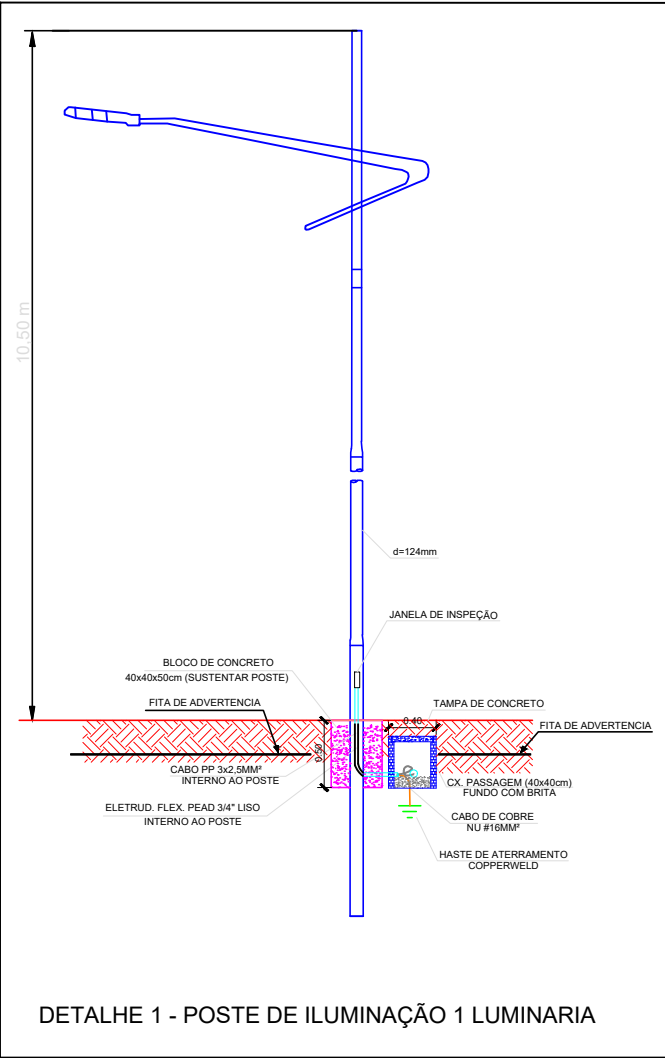 10,50 m
d=124mm
JANELA DE INSPEÇÃO
BLOCO DE CONCRETO
40x40x50cm (SUSTENTAR POSTE)
FITA DE ADVERTENCIA
TAMPA DE CONCRETO
0.40
FITA DE ADVERTENCIA
0.50
CABO PP 3x2,5MM²
INTERNO AO POSTE
CX. PASSAGEM (40x40cm)
FUNDO COM BRITA
ELETRUD. FLEX. PEAD 3/4" LISO
INTERNO AO POSTE
CABO DE COBRE
NU #16MM²
HASTE DE ATERRAMENTO
COPPERWELD
DETALHE 1 - POSTE DE ILUMINAÇÃO 1 LUMINARIA